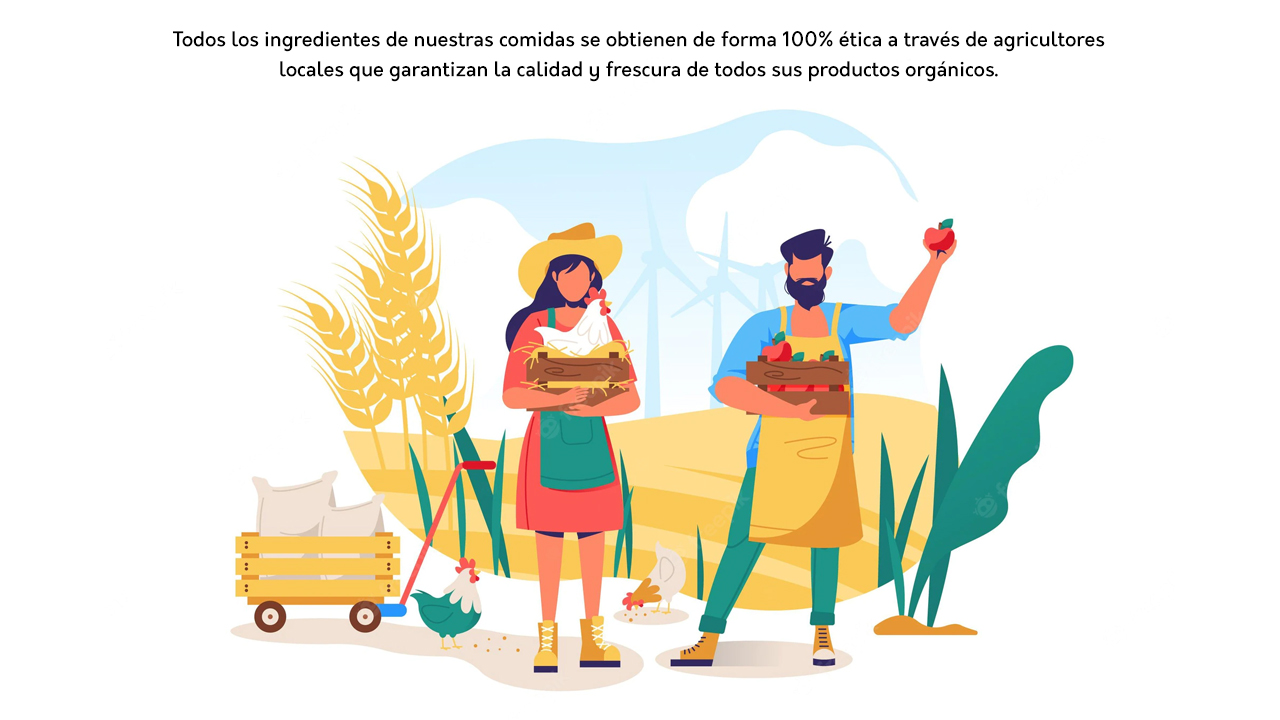 Todos los ingredientes de nuestras comidas se obtienen de forma 100% ética a través de agricultores
locales que garantizan la calidad y frescura de todos sus productos orgánicos.